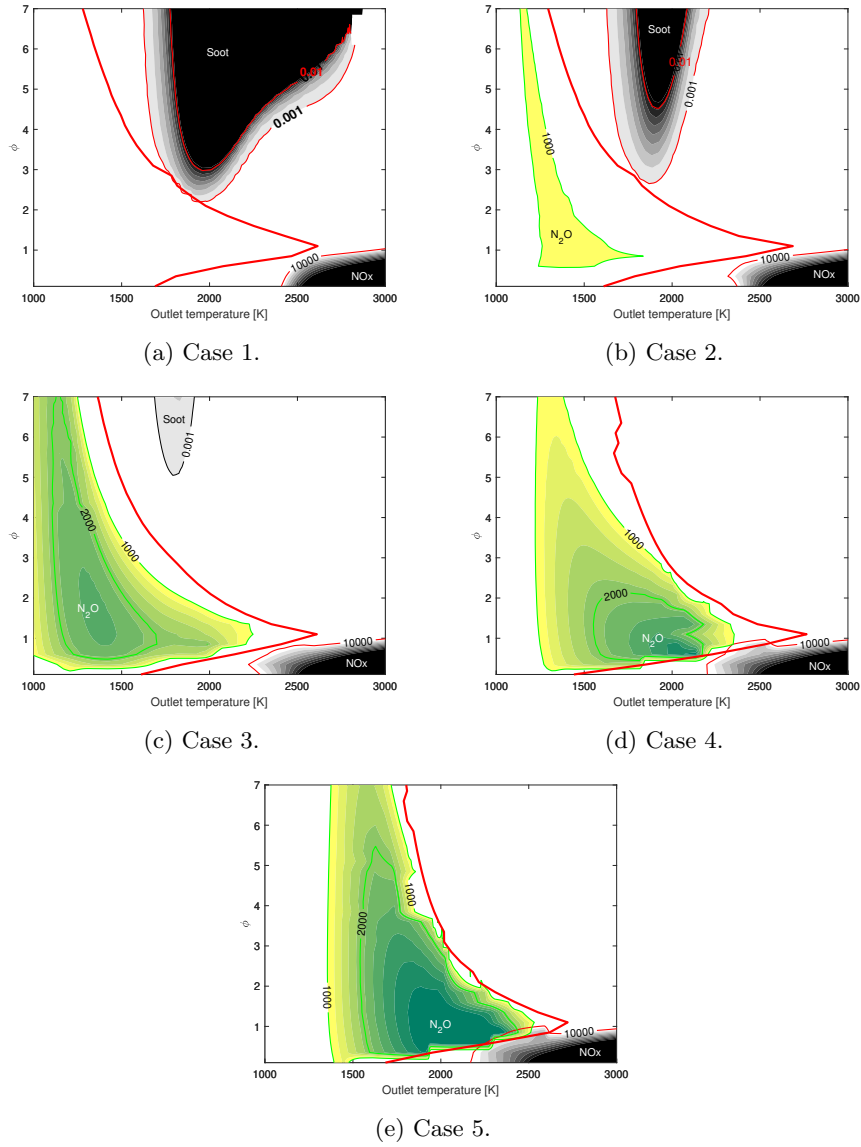 7
6
5
4
3
2
1
ϕ
Soot
0.01
0.001
10000
NOx
1000 1500 2000 2500 3000
Outlet temperature [K]
(a) Case 1.
7
6
5
4
3
2
1
ϕ
Soot
0.01
0.001
1000
N2O
10000
NOx
1000 1500 2000 2500 3000
Outlet temperature [K]
(b) Case 2.
7
6
5
4
3
2
1
ϕ
Soot
0.001
2000
1000
N2O
10000
NOx
1000 1500 2000 2500 3000
Outlet temperature [K]
(c) Case 3.
7
6
5
4
3
2
1
ϕ
1000
2000
N2O
10000
NOx
1000 1500 2000 2500 3000
Outlet temperature [K]
(d) Case 4.
7
6
5
4
3
2
1
ϕ
1000
2000
1000
N2O
10000
NOx
1000 1500 2000 2500 3000
Outlet temperature [K]
(e) Case 5.